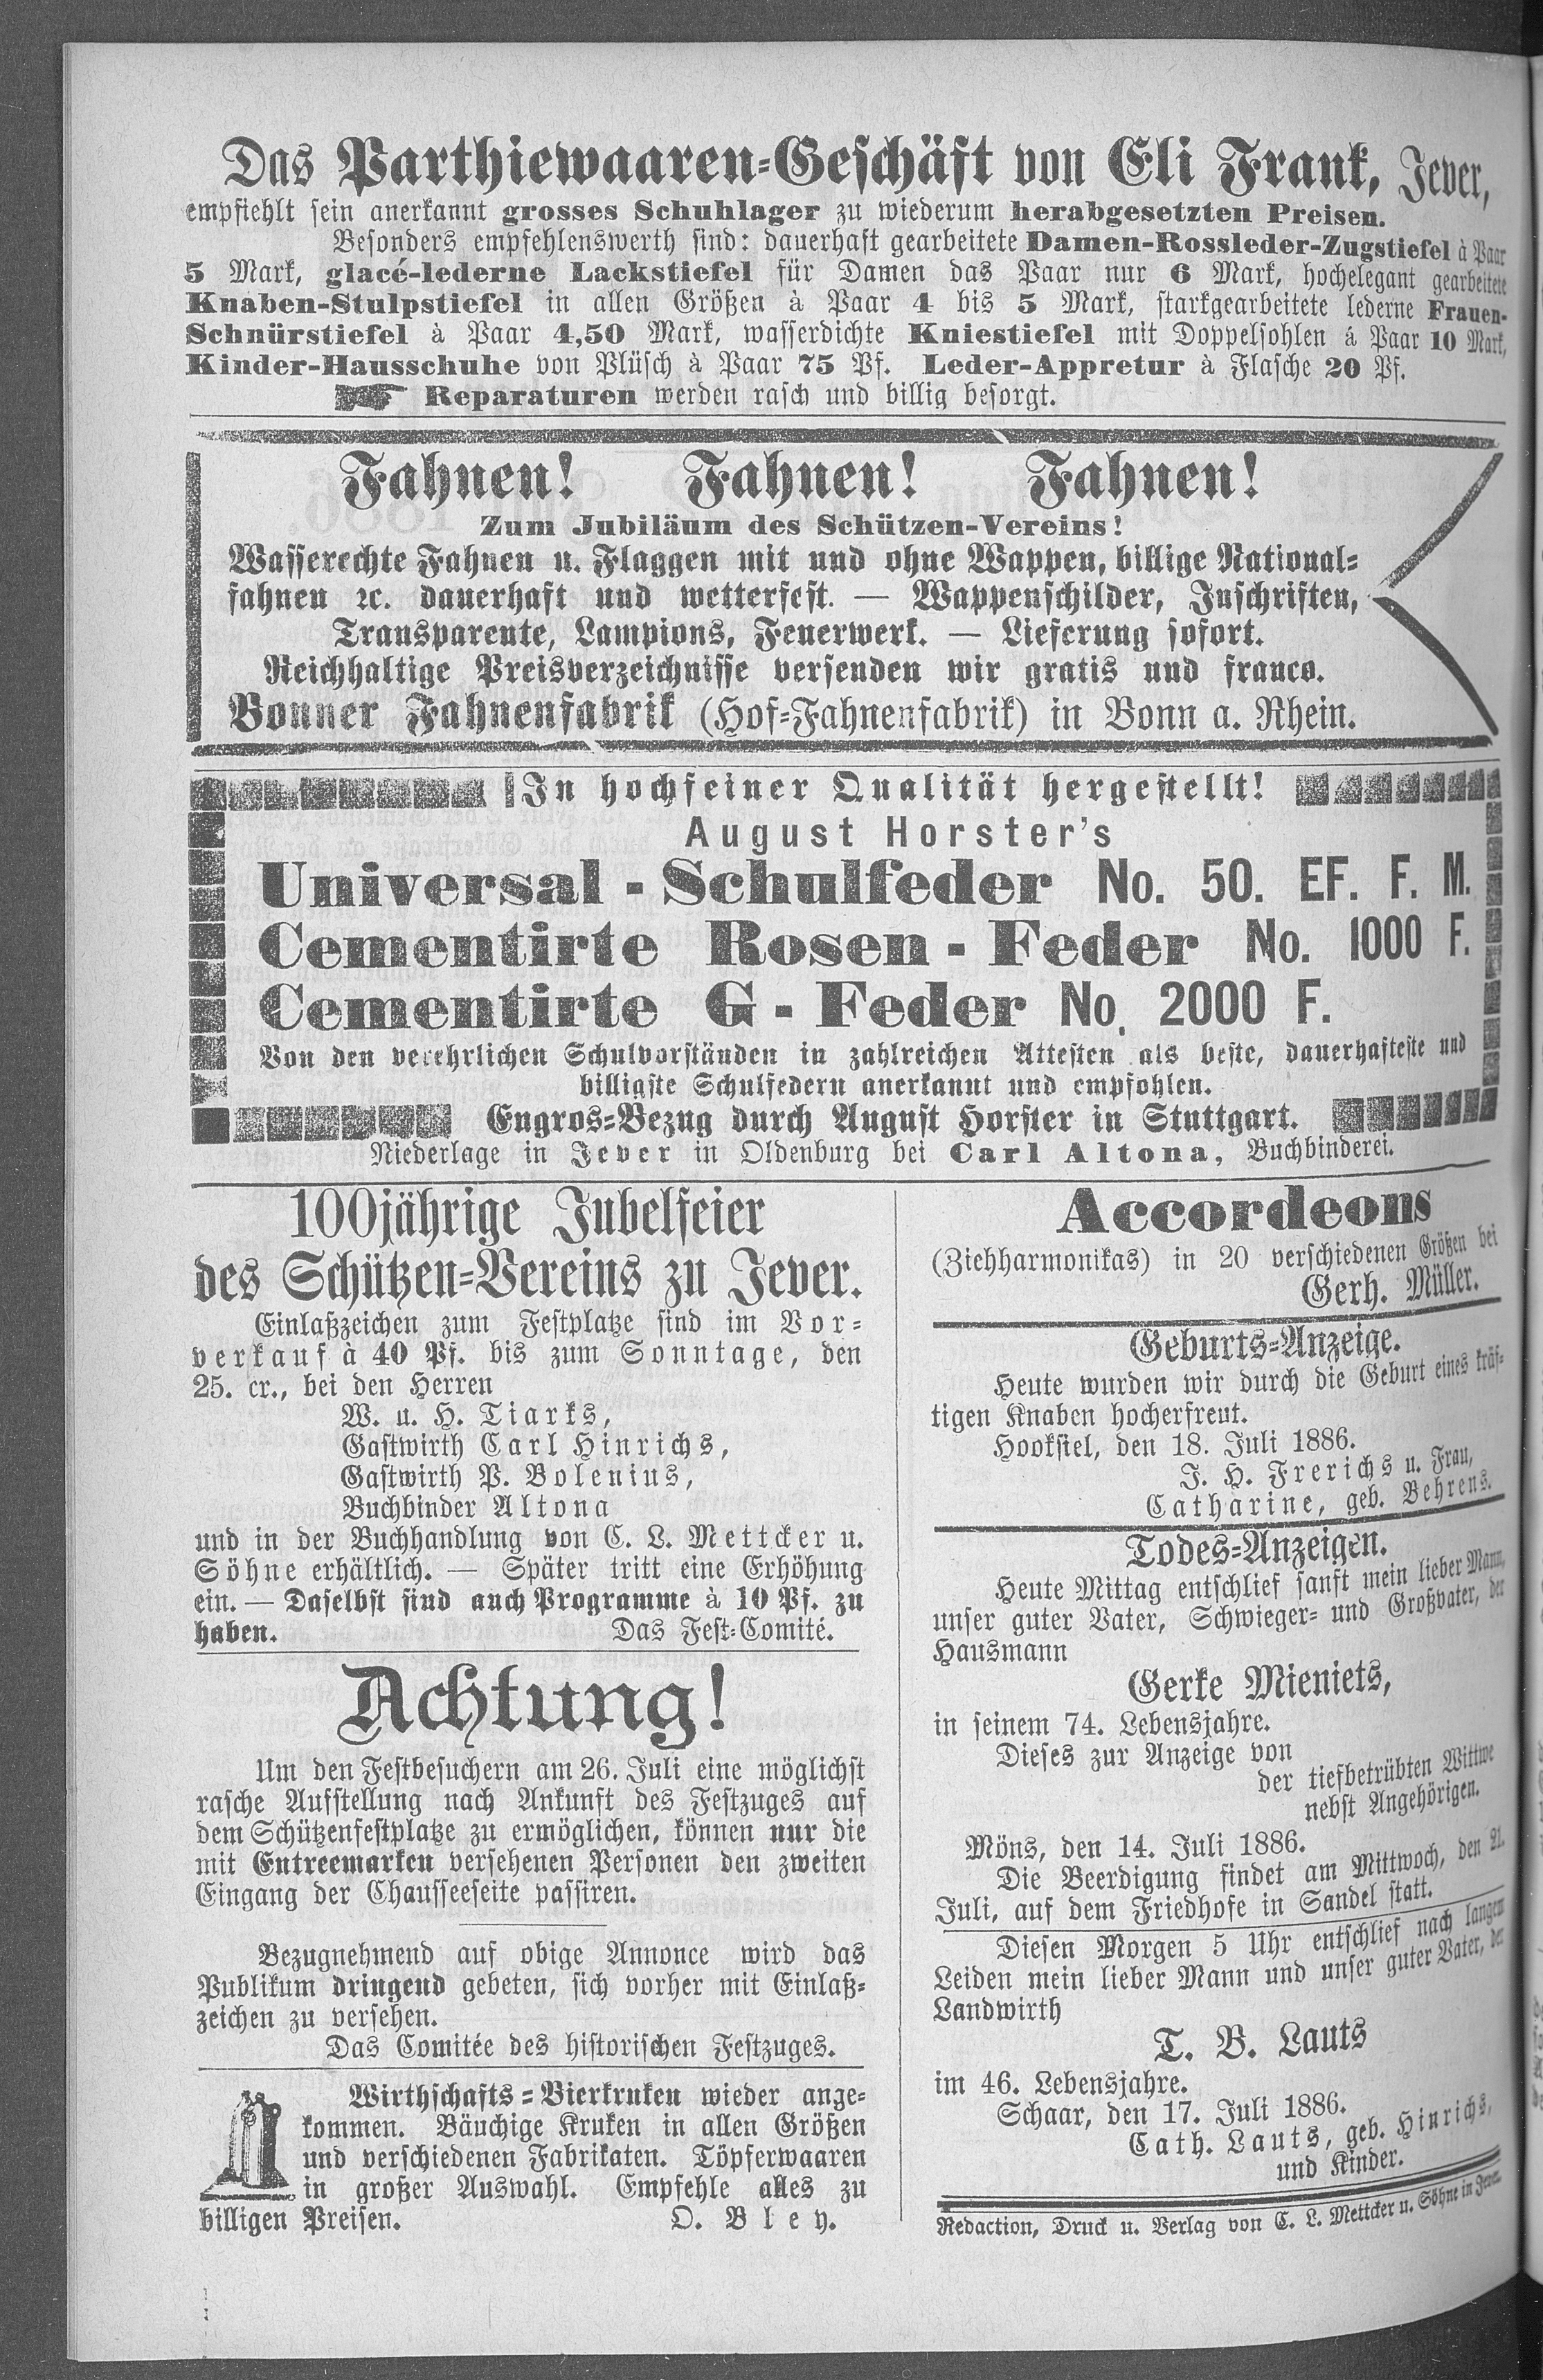 Das Parthiewaaren-Geschäft von Eli Frank, Jever,
empfiehlt sein anerkannt grosses Schuhlager zu wiederum herabgesetzten Preisen.
Besonders empfehlenswerth sind: dauerhaft gearbeitete Damen-Rossleder-Zugstiefel à Paar
5 Mark, glacé-lederne Lackstiefel für Damen das Paar nur 6 Mark, hochelegant gearbeitete
Knaben-Stulpstiefel in allen Größen à Paar 4 bis 5 Mark, starkgearbeitete lederne Frauen-
Schnürstiefel à Paar 4,50 Mark, wasserdichte Kniestiefel mit Doppelsohlen á Paar 10 Mark,
Kinder-Hausschuhe von Plüsch à Paar 75 Pf. Leder-Appretur à Flasche 20 Pf.
Reparaturen werden rasch und billig besorgt.
Fahnen! Fahnen! Fahnen!
Zum Jubiläum des Schützen-Vereins!
Wasserechte Fahnen u. Flaggen mit und ohne Wappen, billige National-
fahnen ꝛc. dauerhaft und wetterfest. — Wappenschilder, Inschriften,
Transparente, Lampions, Feuerwerk. — Lieferung sofort.
Reichhaltige Preisverzeichnisse versenden wir gratis und franco.
Bonner Fahnenfabrik (Hof-Fahnenfabrik) in Bonn a. Rhein.
In hochfeiner Qualität hergestellt!
August Horster's
Universal - Schulfeder No. 50. EF. F. M.
Cementirte Rosen - Feder No. 1000 F.
Cementirte G - Feder No. 2000 F.
Von den verehrlichen Schulvorständen in zahlreichen Attesten als beste, dauerhafteste und
billigste Schulfedern anerkannt und empfohlen.
Engros-Bezug durch August Horster in Stuttgart.
Niederlage in Jever in Oldenburg bei Carl Altona, Buchbinderei.
100jährige Jubelfeier
des Schützen-Vereins zu Jever.
Einlaßzeichen zum Festplatze sind im Vor-
verkauf à 40 Pf. bis zum Sonntage, den
25. cr., bei den Herren
W. u. H. Tiarks,
Gastwirth Carl Hinrichs,
Gastwirth P. Bolenius,
Buchbinder Altona
und in der Buchhandlung von C. L. Mettcker u.
Söhne erhältlich. — Später tritt eine Erhöhung
ein. — Daselbst sind auch Programme à 10 Pf. zu
haben. Das Fest-Comité.
Achtung!
Um den Festbesuchern am 26. Juli eine möglichst
rasche Aufstellung nach Ankunft des Festzuges auf
dem Schützenfestplatze zu ermöglichen, können nur die
mit Entreemarken versehenen Personen den zweiten
Eingang der Chausseeseite passiren.
Bezugnehmend auf obige Annonce wird das
Publikum dringend gebeten, sich vorher mit Einlaß-
zeichen zu versehen.
Das Comitée des historischen Festzuges.
Wirthschafts-Bierkruken wieder ange-
kommen. Bäuchige Kruken in allen Größen
und verschiedenen Fabrikaten. Töpferwaaren
in großer Auswahl. Empfehle alles zu
billigen Preisen. O. Bley.
Accordeons
(Ziehharmonikas) in 20 verschiedenen Größen bei
Gerh. Müller.
Geburts-Anzeige.
Heute wurden wir durch die Geburt eines kräf-
tigen Knaben hocherfreut.
Hooksiel, den 18. Juli 1886.
J. H. Frerichs u. Frau,
Catharine, geb. Behrens.
Todes-Anzeigen.
Heute Mittag entschlief sanft mein lieber Mann,
unser guter Vater, Schwieger- und Großvater, der
Hausmann
Gerke Mieniets,
in seinem 74. Lebensjahre.
Dieses zur Anzeige von
der tiefbetrübten Wittwe
nebst Angehörigen.
Möns, den 14. Juli 1886.
Die Beerdigung findet am Mittwoch, den 21.
Juli, auf dem Friedhofe in Sandel statt.
Diesen Morgen 5 Uhr entschlief nach langem
Leiden mein lieber Mann und unser guter Vater, der
Landwirth
T. B. Lauts
im 46. Lebensjahre.
Schaar, den 17. Juli 1886.
Cath. Lauts, geb. Hinrichs,
und Kinder.
Redaction, Druck u. Verlag von C. L. Mettcker u. Söhne in Jever.